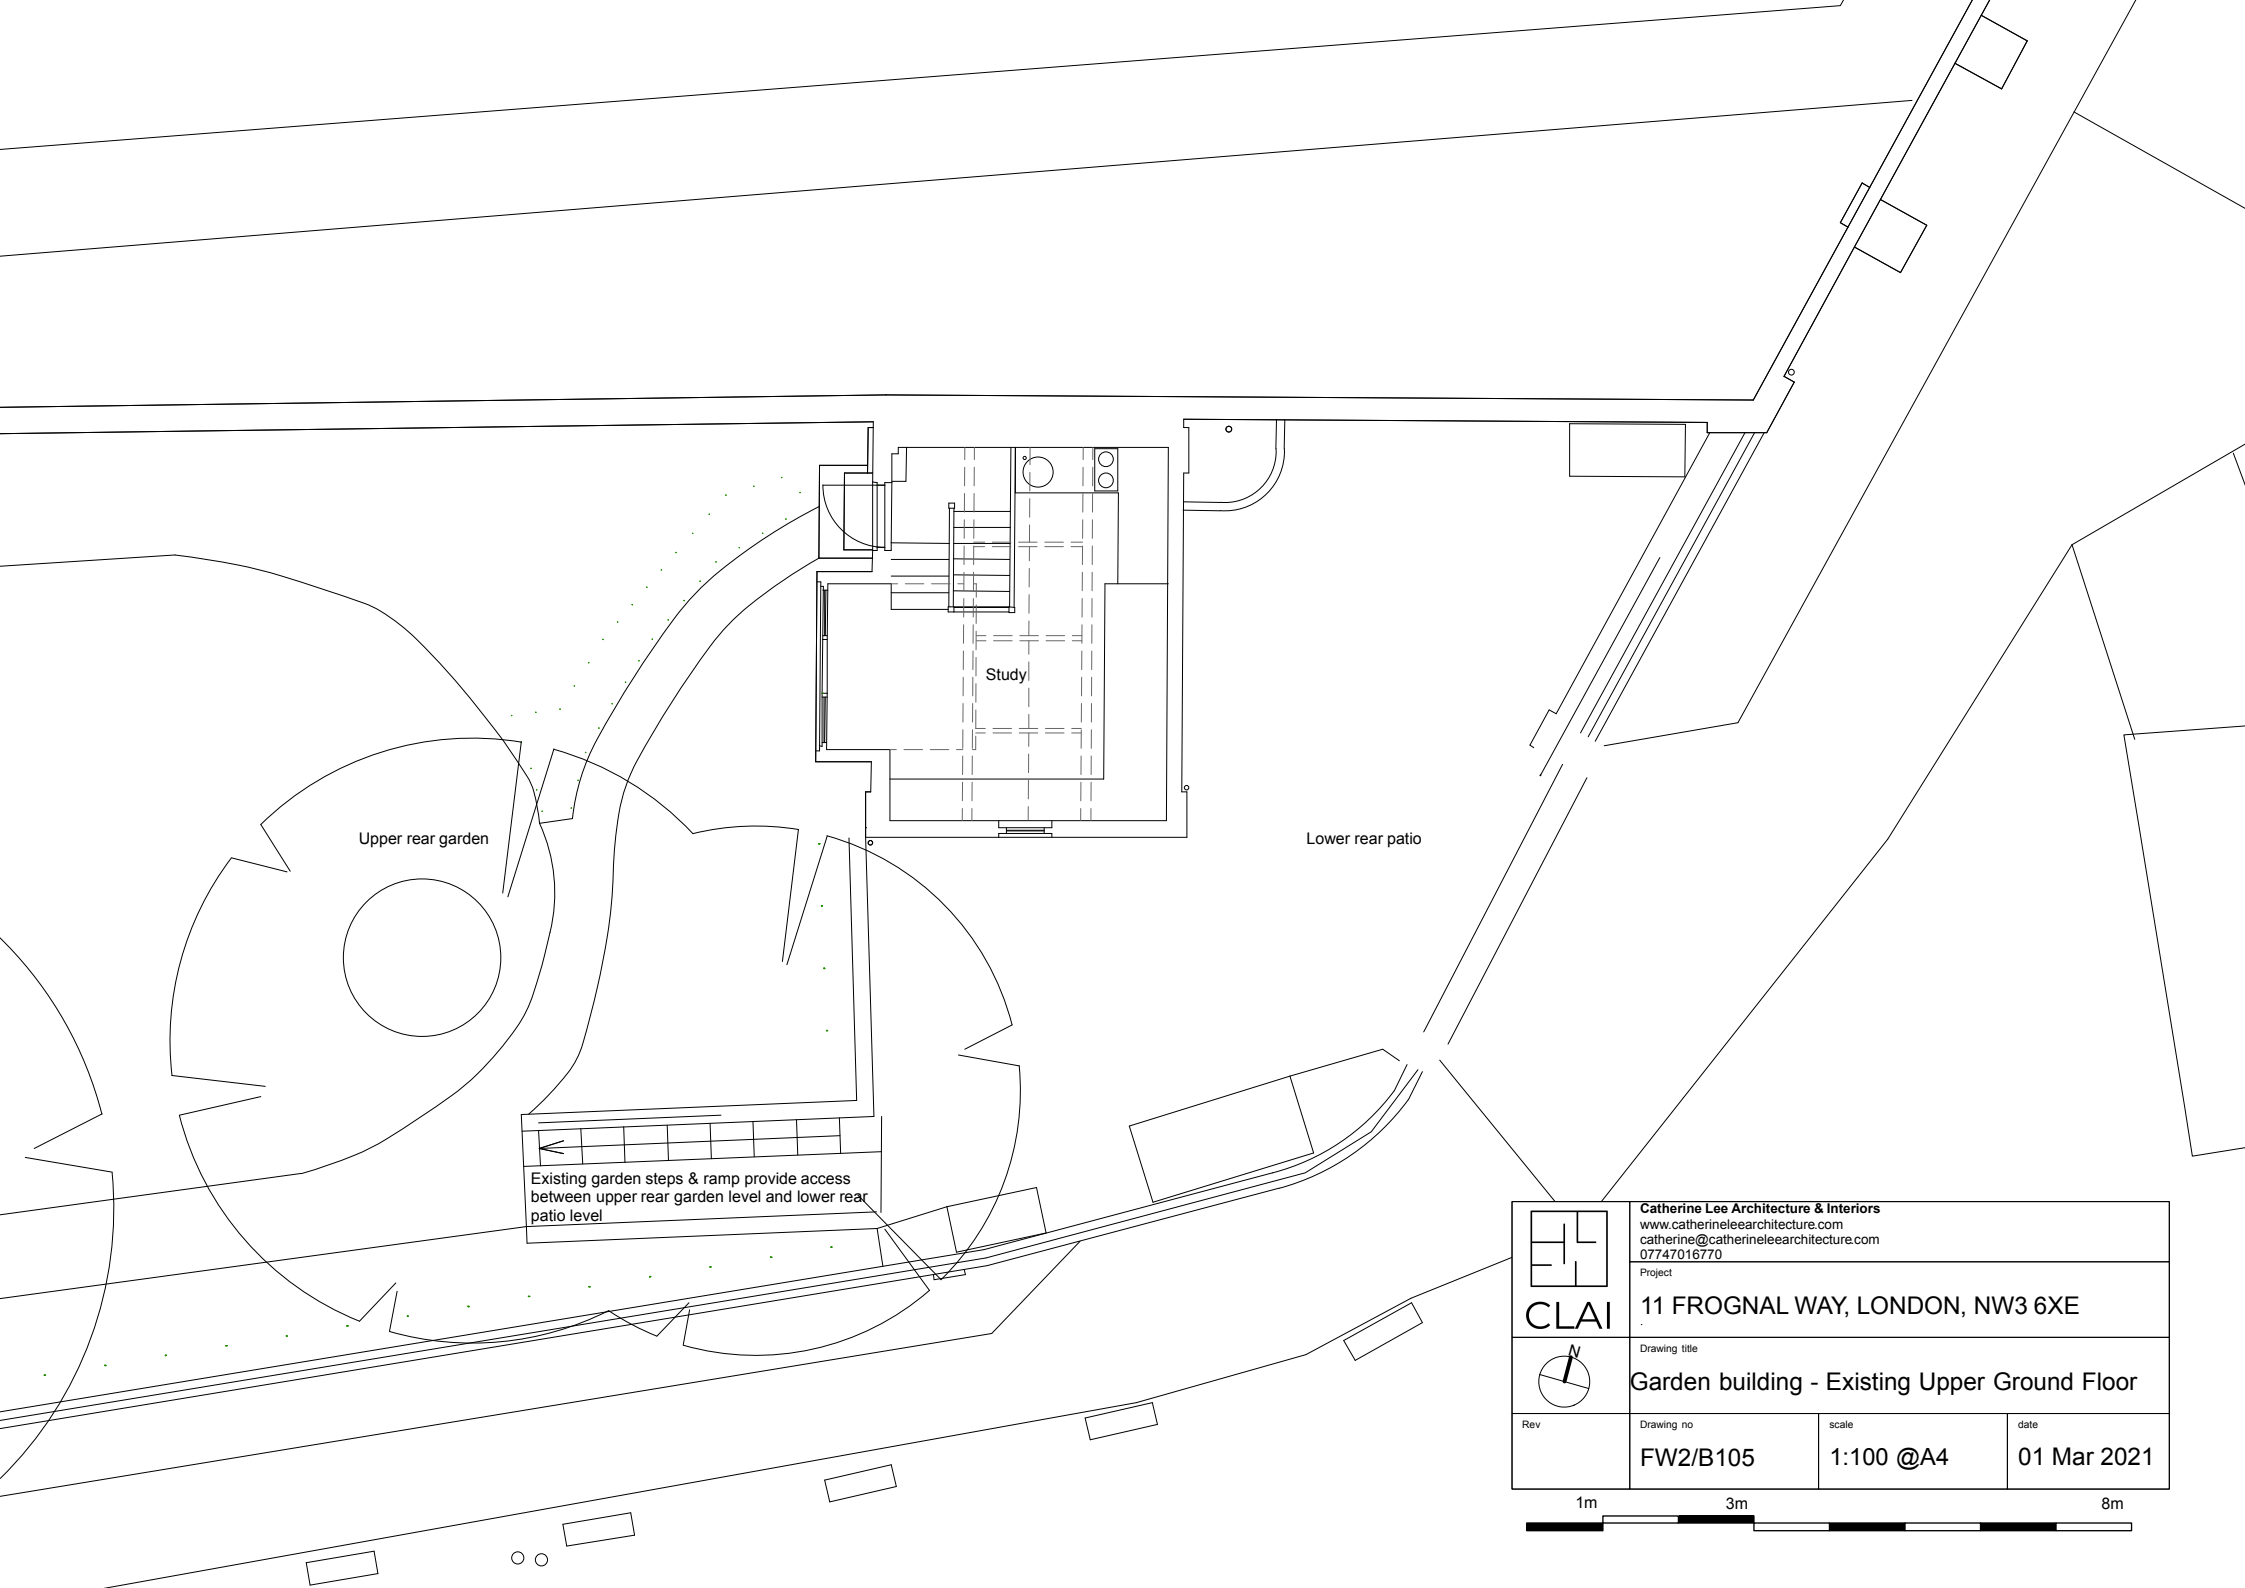 Study
Upper rear garden
Lower rear patio
Existing garden steps & ramp provide access
between upper rear garden level and lower rear
patio level
CLAI
Catherine Lee Architecture & Interiors
www.catherineleearchitecture.com
catherine@catherineleearchitecture.com
07747016770
Project
11 FROGNAL WAY, LONDON, NW3 6XE
N
Drawing title
Garden building - Existing Upper Ground Floor
Rev
Drawing no
FW2/B105
scale
1:100 @A4
date
01 Mar 2021
1m 3m 8m